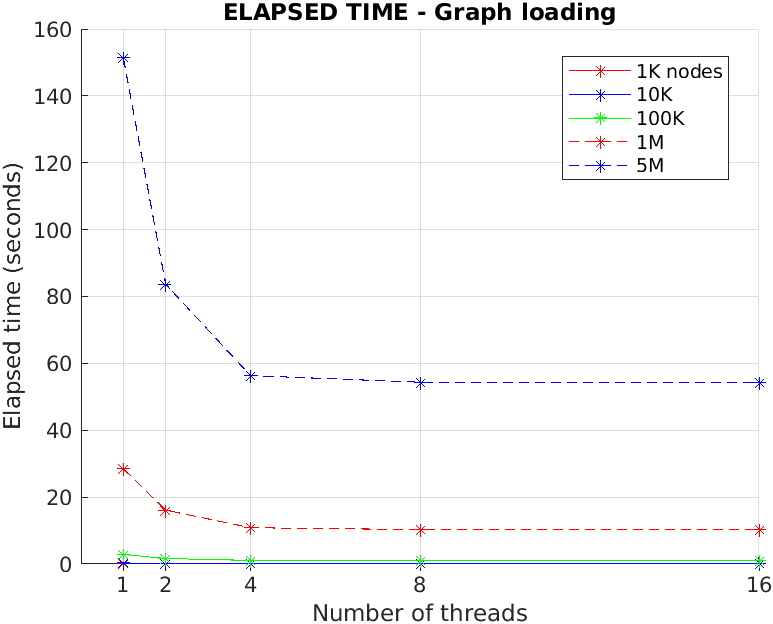 ELAPSED TIME - Graph loading
160
140
120
100
80
60
40
20
0
Elapsed time (seconds)
1K nodes
10K
100K
1M
5M
1 2 4 8 16
Number of threads